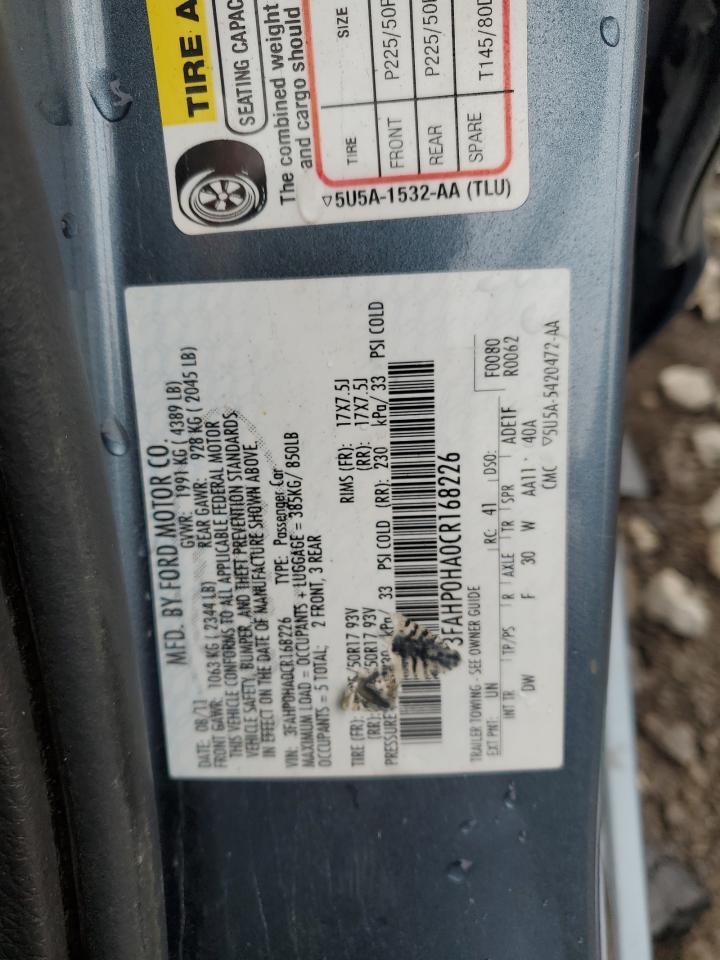 TIRE A
SEATING CAPAC
The combined weight
and cargo should
TIRE SIZE
FRONT P225/50R
REAR P225/50
SPARE T145/80D
▽5U5A-1532-AA (TLU)
MFD. BY FORD MOTOR CO.
DATE: 08/11 GVWR: 1991 KG ( 4389 LB)
FRONT GAWR: 1063 KG ( 2344 LB) REAR GAWR: 928 KG ( 2045 LB)
THIS VEHICLE CONFORMS TO ALL APPLICABLE FEDERAL MOTOR
VEHICLE SAFETY, BUMPER, AND THEFT PREVENTION STANDARDS
IN EFFECT ON THE DATE OF MANUFACTURE SHOWN ABOVE.
VIN: 3FAHP0HA0CR168226 TYPE: Passenger Car
MAXIMUM LOAD = OCCUPANTS + LUGGAGE = 385KG/ 850LB
OCCUPANTS = 5 TOTAL; 2 FRONT, 3 REAR
TIRE (FR): /50R17 93V RIMS (FR): 17X7.5J
(RR): /50R17 93V (RR): 17X7.5J
PRESSURE kPa/ 33 PSI COLD (RR): 230 kPa/ 33 PSI COLD
3FAHP0HA0CR168226
TRAILER TOWING - SEE OWNER GUIDE F0080
EXT PNT: UN RC: 41 DSO: R0062
INT TR TP/PS R AXLE TR SPR ADE1F
DW F 30 W AA11 40A
CMC ▽5U5A-5420472-AA